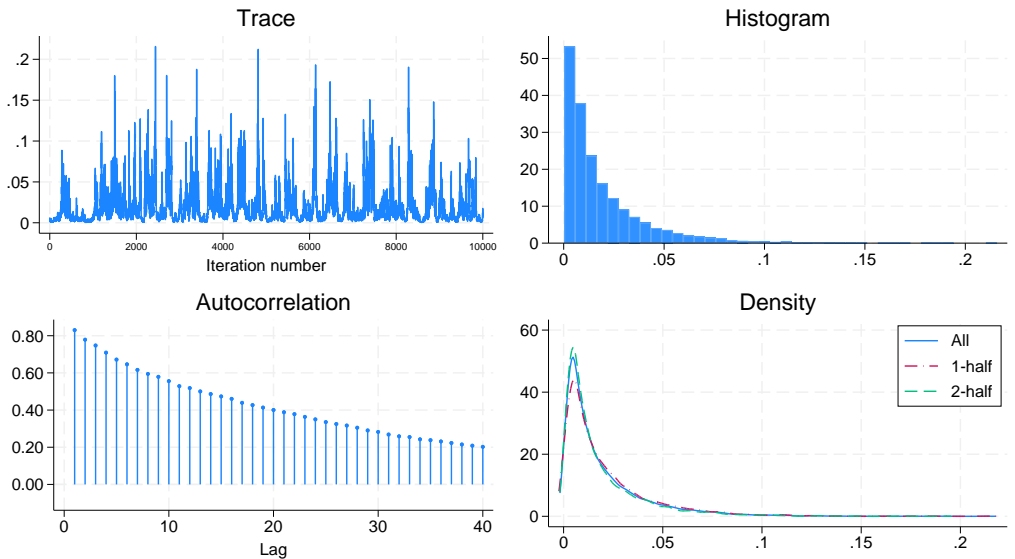 Trace
.2
.15
.1
.05
0
0 2000 4000 6000 8000 10000
Iteration number
Histogram
50
40
30
20
10
0
0 .05 .1 .15 .2
Autocorrelation
0.80
0.60
0.40
0.20
0.00
0 10 20 30 40
Lag
Density
60
40
20
0
0 .05 .1 .15 .2
All
1-half
2-half